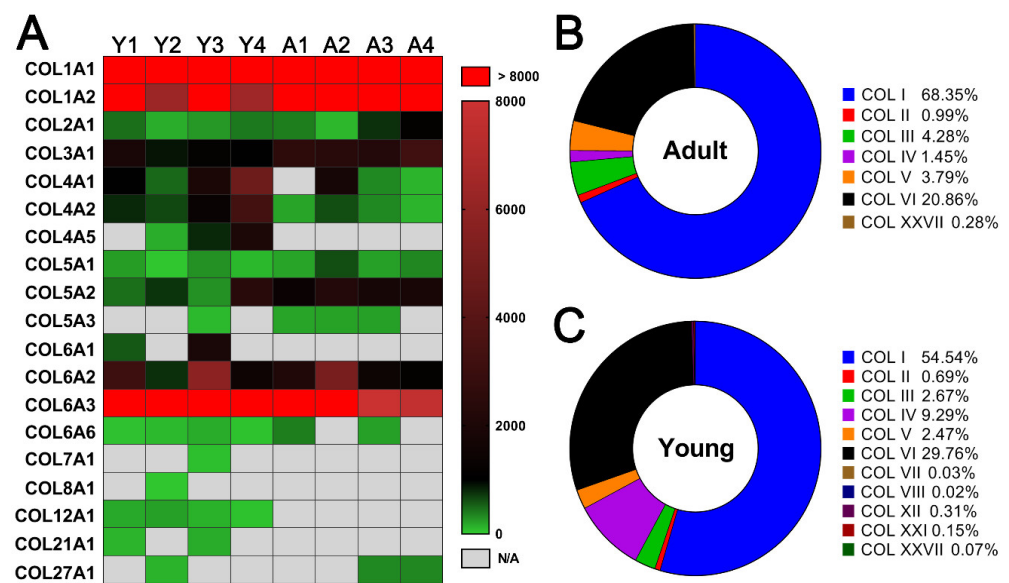 A
Y1 Y2 Y3 Y4 A1 A2 A3 A4
COL1A1
COL1A2
COL2A1
COL3A1
COL4A1
COL4A2
COL4A5
COL5A1
COL5A2
COL5A3
COL6A1
COL6A2
COL6A3
COL6A6
COL7A1
COL8A1
COL12A1
COL21A1
COL27A1
> 8000
8000
6000
4000
2000
0
N/A
B
Adult
COL I 68.35%
COL II 0.99%
COL III 4.28%
COL IV 1.45%
COL V 3.79%
COL VI 20.86%
COL XXVII 0.28%
C
Young
COL I 54.54%
COL II 0.69%
COL III 2.67%
COL IV 9.29%
COL V 2.47%
COL VI 29.76%
COL VII 0.03%
COL VIII 0.02%
COL XII 0.31%
COL XXI 0.15%
COL XXVII 0.07%